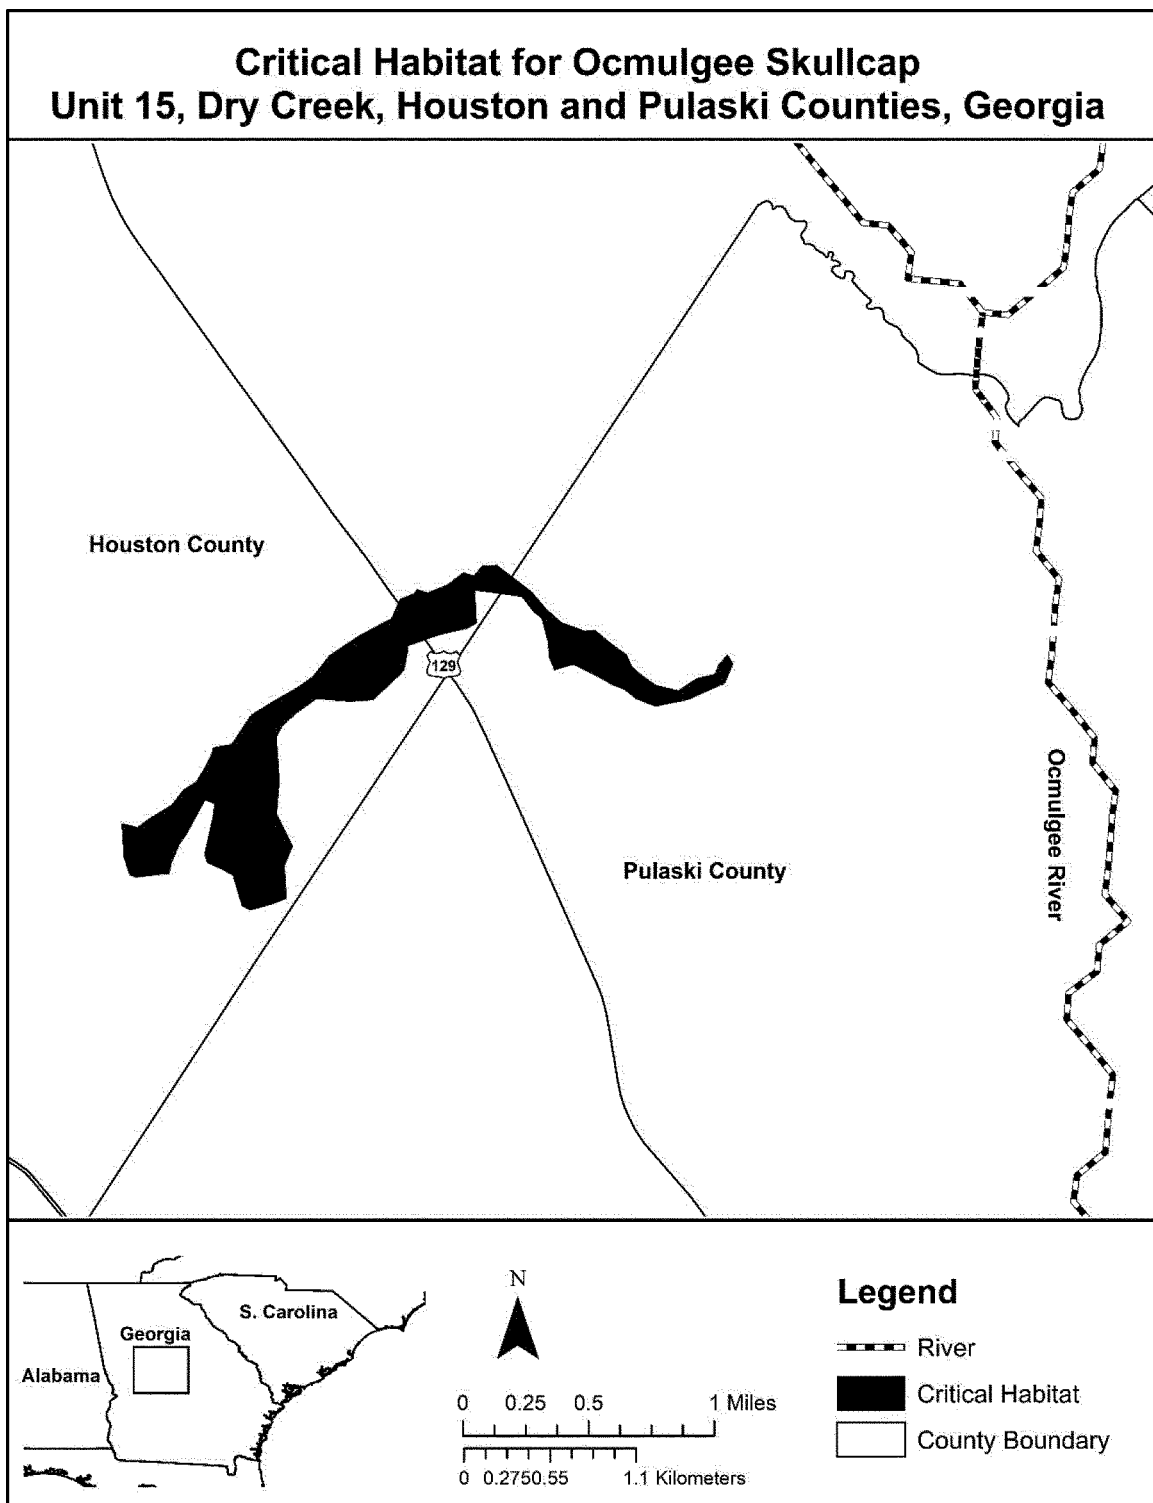 Critical Habitat for Ocmulgee Skullcap
Unit 15, Dry Creek, Houston and Pulaski Counties, Georgia
Houston County
129
Ocmulgee River
Pulaski County
S. Carolina
Georgia
Alabama
N
0 0.25 0.5 1 Miles
0 0.2750.55 1.1 Kilometers
Legend
River
Critical Habitat
County Boundary